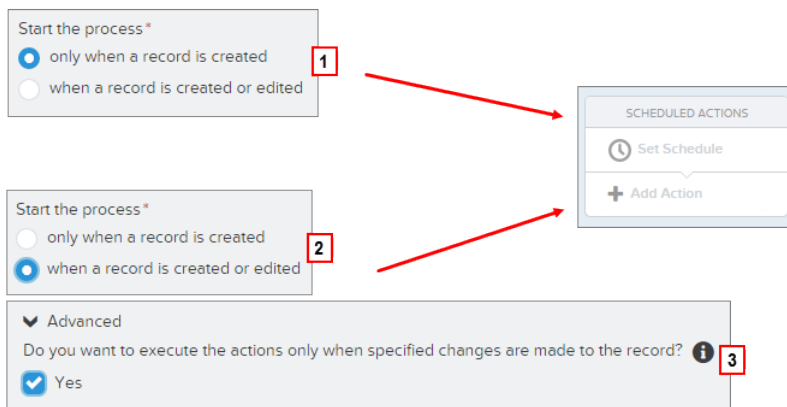 Start the process*
only when a record is created
1
when a record is created or edited
SCHEDULED ACTIONS
Set Schedule
Add Action
Start the process*
only when a record is created
2
when a record is created or edited
Advanced
Do you want to execute the actions only when specified changes are made to the record?
3
Yes